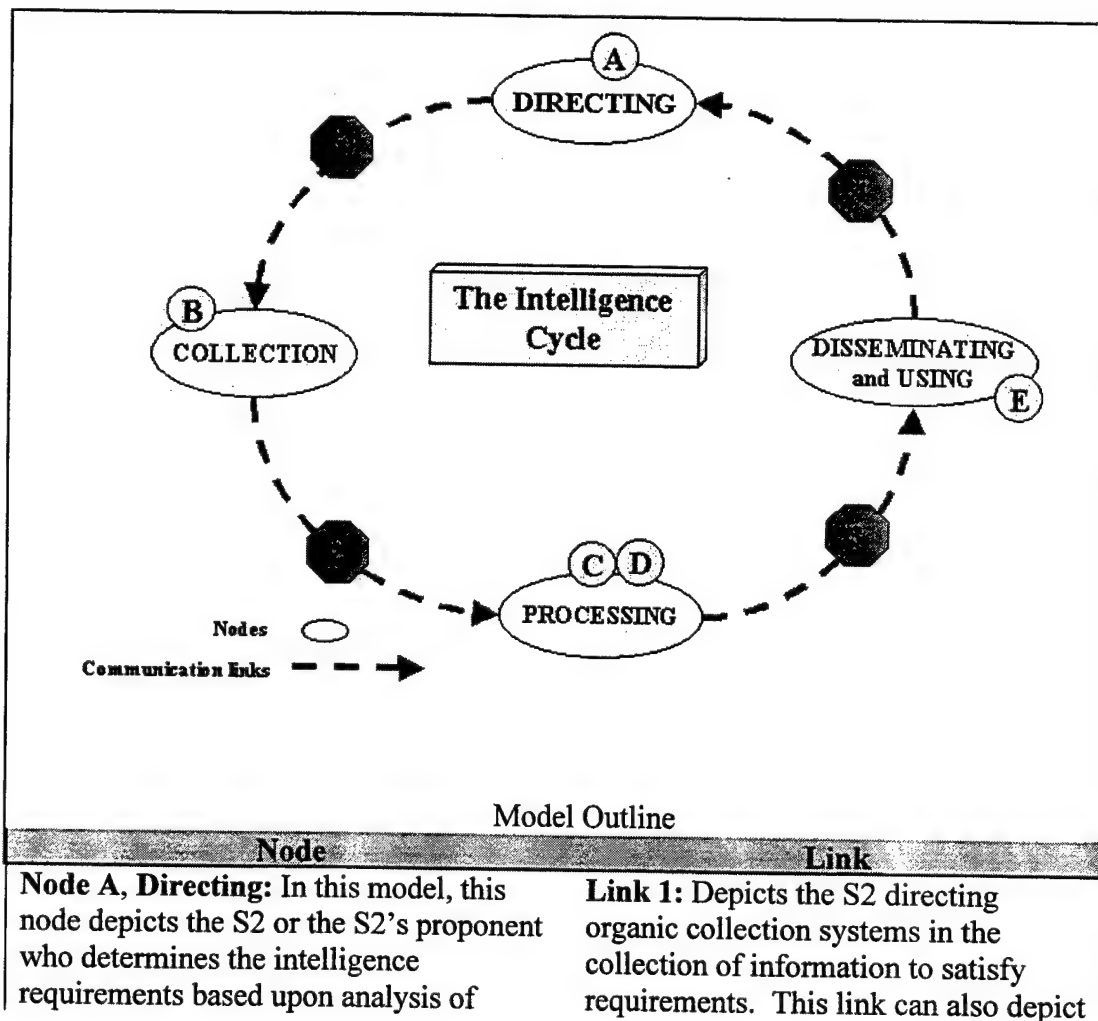 A
DIRECTING
The Intelligence
Cycle
B
COLLECTION
DISSEMINATING
and USING
E
C D
PROCESSING
Nodes
Communication links
Model Outline
Node Link
Node A, Directing: In this model, this
node depicts the S2 or the S2's proponent
who determines the intelligence
requirements based upon analysis of
Link 1: Depicts the S2 directing
organic collection systems in the
collection of information to satisfy
requirements. This link can also depict